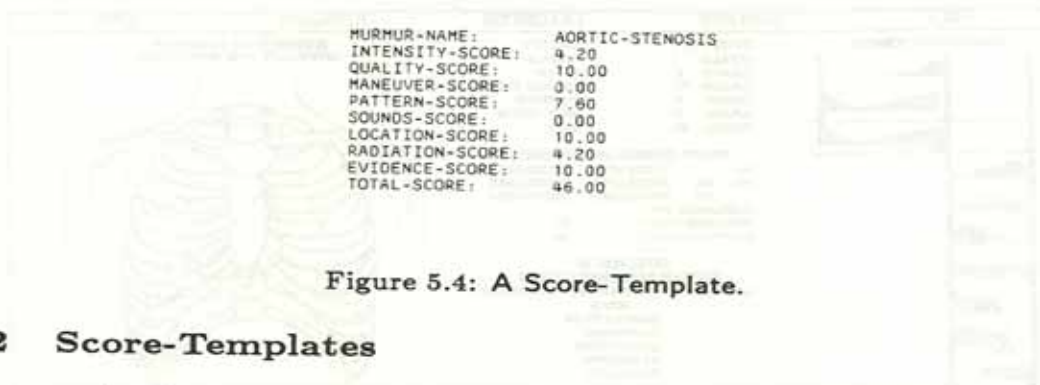 MURMUR-NAME: AORTIC-STENOSIS
INTENSITY-SCORE: 4.20
QUALITY-SCORE: 10.00
MANEUVER-SCORE: 0.00
PATTERN-SCORE: 7.60
SOUNDS-SCORE: 0.00
LOCATION-SCORE: 10.00
RADIATION-SCORE: 4.20
EVIDENCE-SCORE: 10.00
TOTAL-SCORE: 46.00
Figure 5.4: A Score-Template.
2 Score-Templates